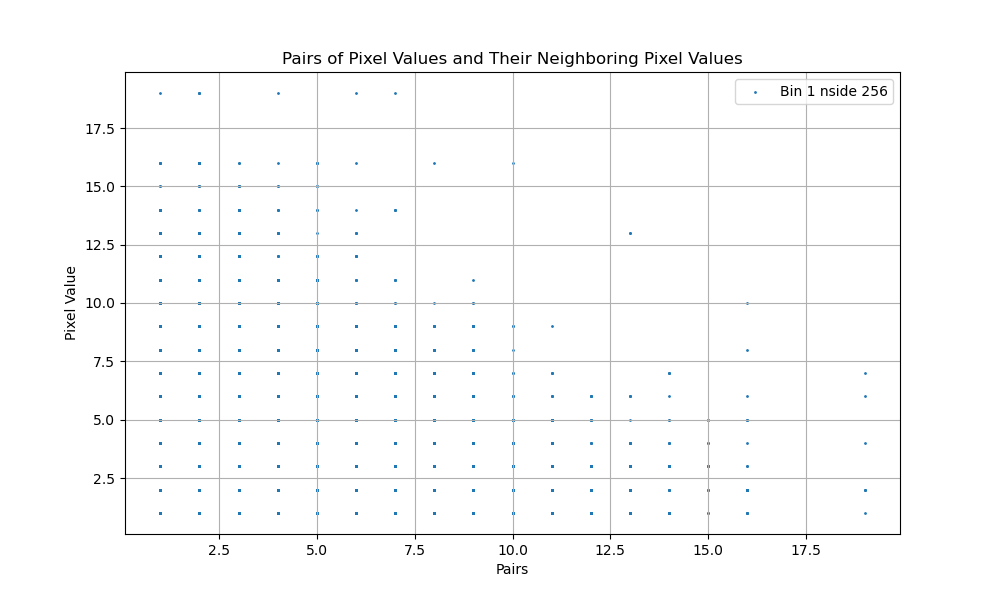 Pairs of Pixel Values and Their Neighboring Pixel Values
Bin 1 nside 256
17.5
15.0
12.5
10.0
7.5
5.0
2.5
Pixel Value
2.5 5.0 7.5 10.0 12.5 15.0 17.5
Pairs